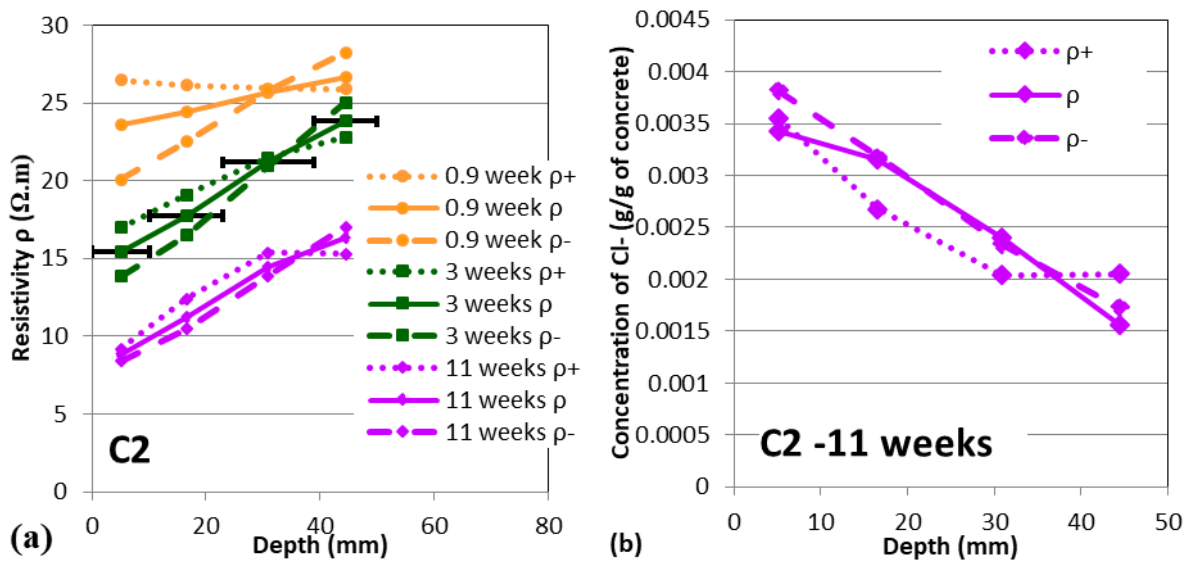 30
25
20
15
10
5
0
Resistivity ρ (Ω.m)
0 20 40 60 80
Depth (mm)
0.9 week ρ+
0.9 week ρ
0.9 week ρ-
3 weeks ρ+
3 weeks ρ
3 weeks ρ-
11 weeks ρ+
11 weeks ρ
11 weeks ρ-
C2
(a)
0.0045
0.004
0.0035
0.003
0.0025
0.002
0.0015
0.001
0.0005
0
Concentration of Cl- (g/g of concrete)
0 10 20 30 40 50
Depth (mm)
ρ+
ρ
ρ-
C2 -11 weeks
(b)